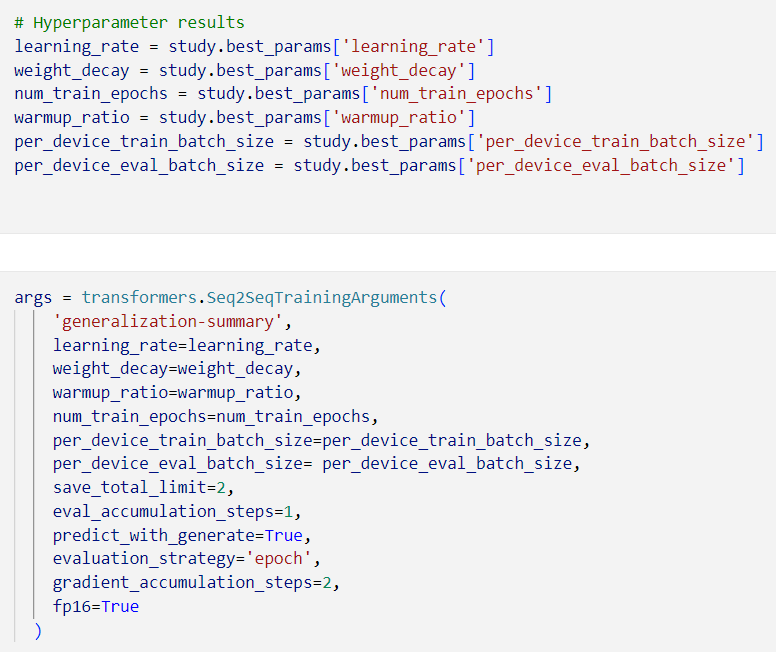 # Hyperparameter results
learning_rate = study.best_params['learning_rate']
weight_decay = study.best_params['weight_decay']
num_train_epochs = study.best_params['num_train_epochs']
warmup_ratio = study.best_params['warmup_ratio']
per_device_train_batch_size = study.best_params['per_device_train_batch_size']
per_device_eval_batch_size = study.best_params['per_device_eval_batch_size']
args = transformers.Seq2SeqTrainingArguments(
    'generalization-summary',
    learning_rate=learning_rate,
    weight_decay=weight_decay,
    warmup_ratio=warmup_ratio,
    num_train_epochs=num_train_epochs,
    per_device_train_batch_size=per_device_train_batch_size,
    per_device_eval_batch_size= per_device_eval_batch_size,
    save_total_limit=2,
    eval_accumulation_steps=1,
    predict_with_generate=True,
    evaluation_strategy='epoch',
    gradient_accumulation_steps=2,
    fp16=True
  )